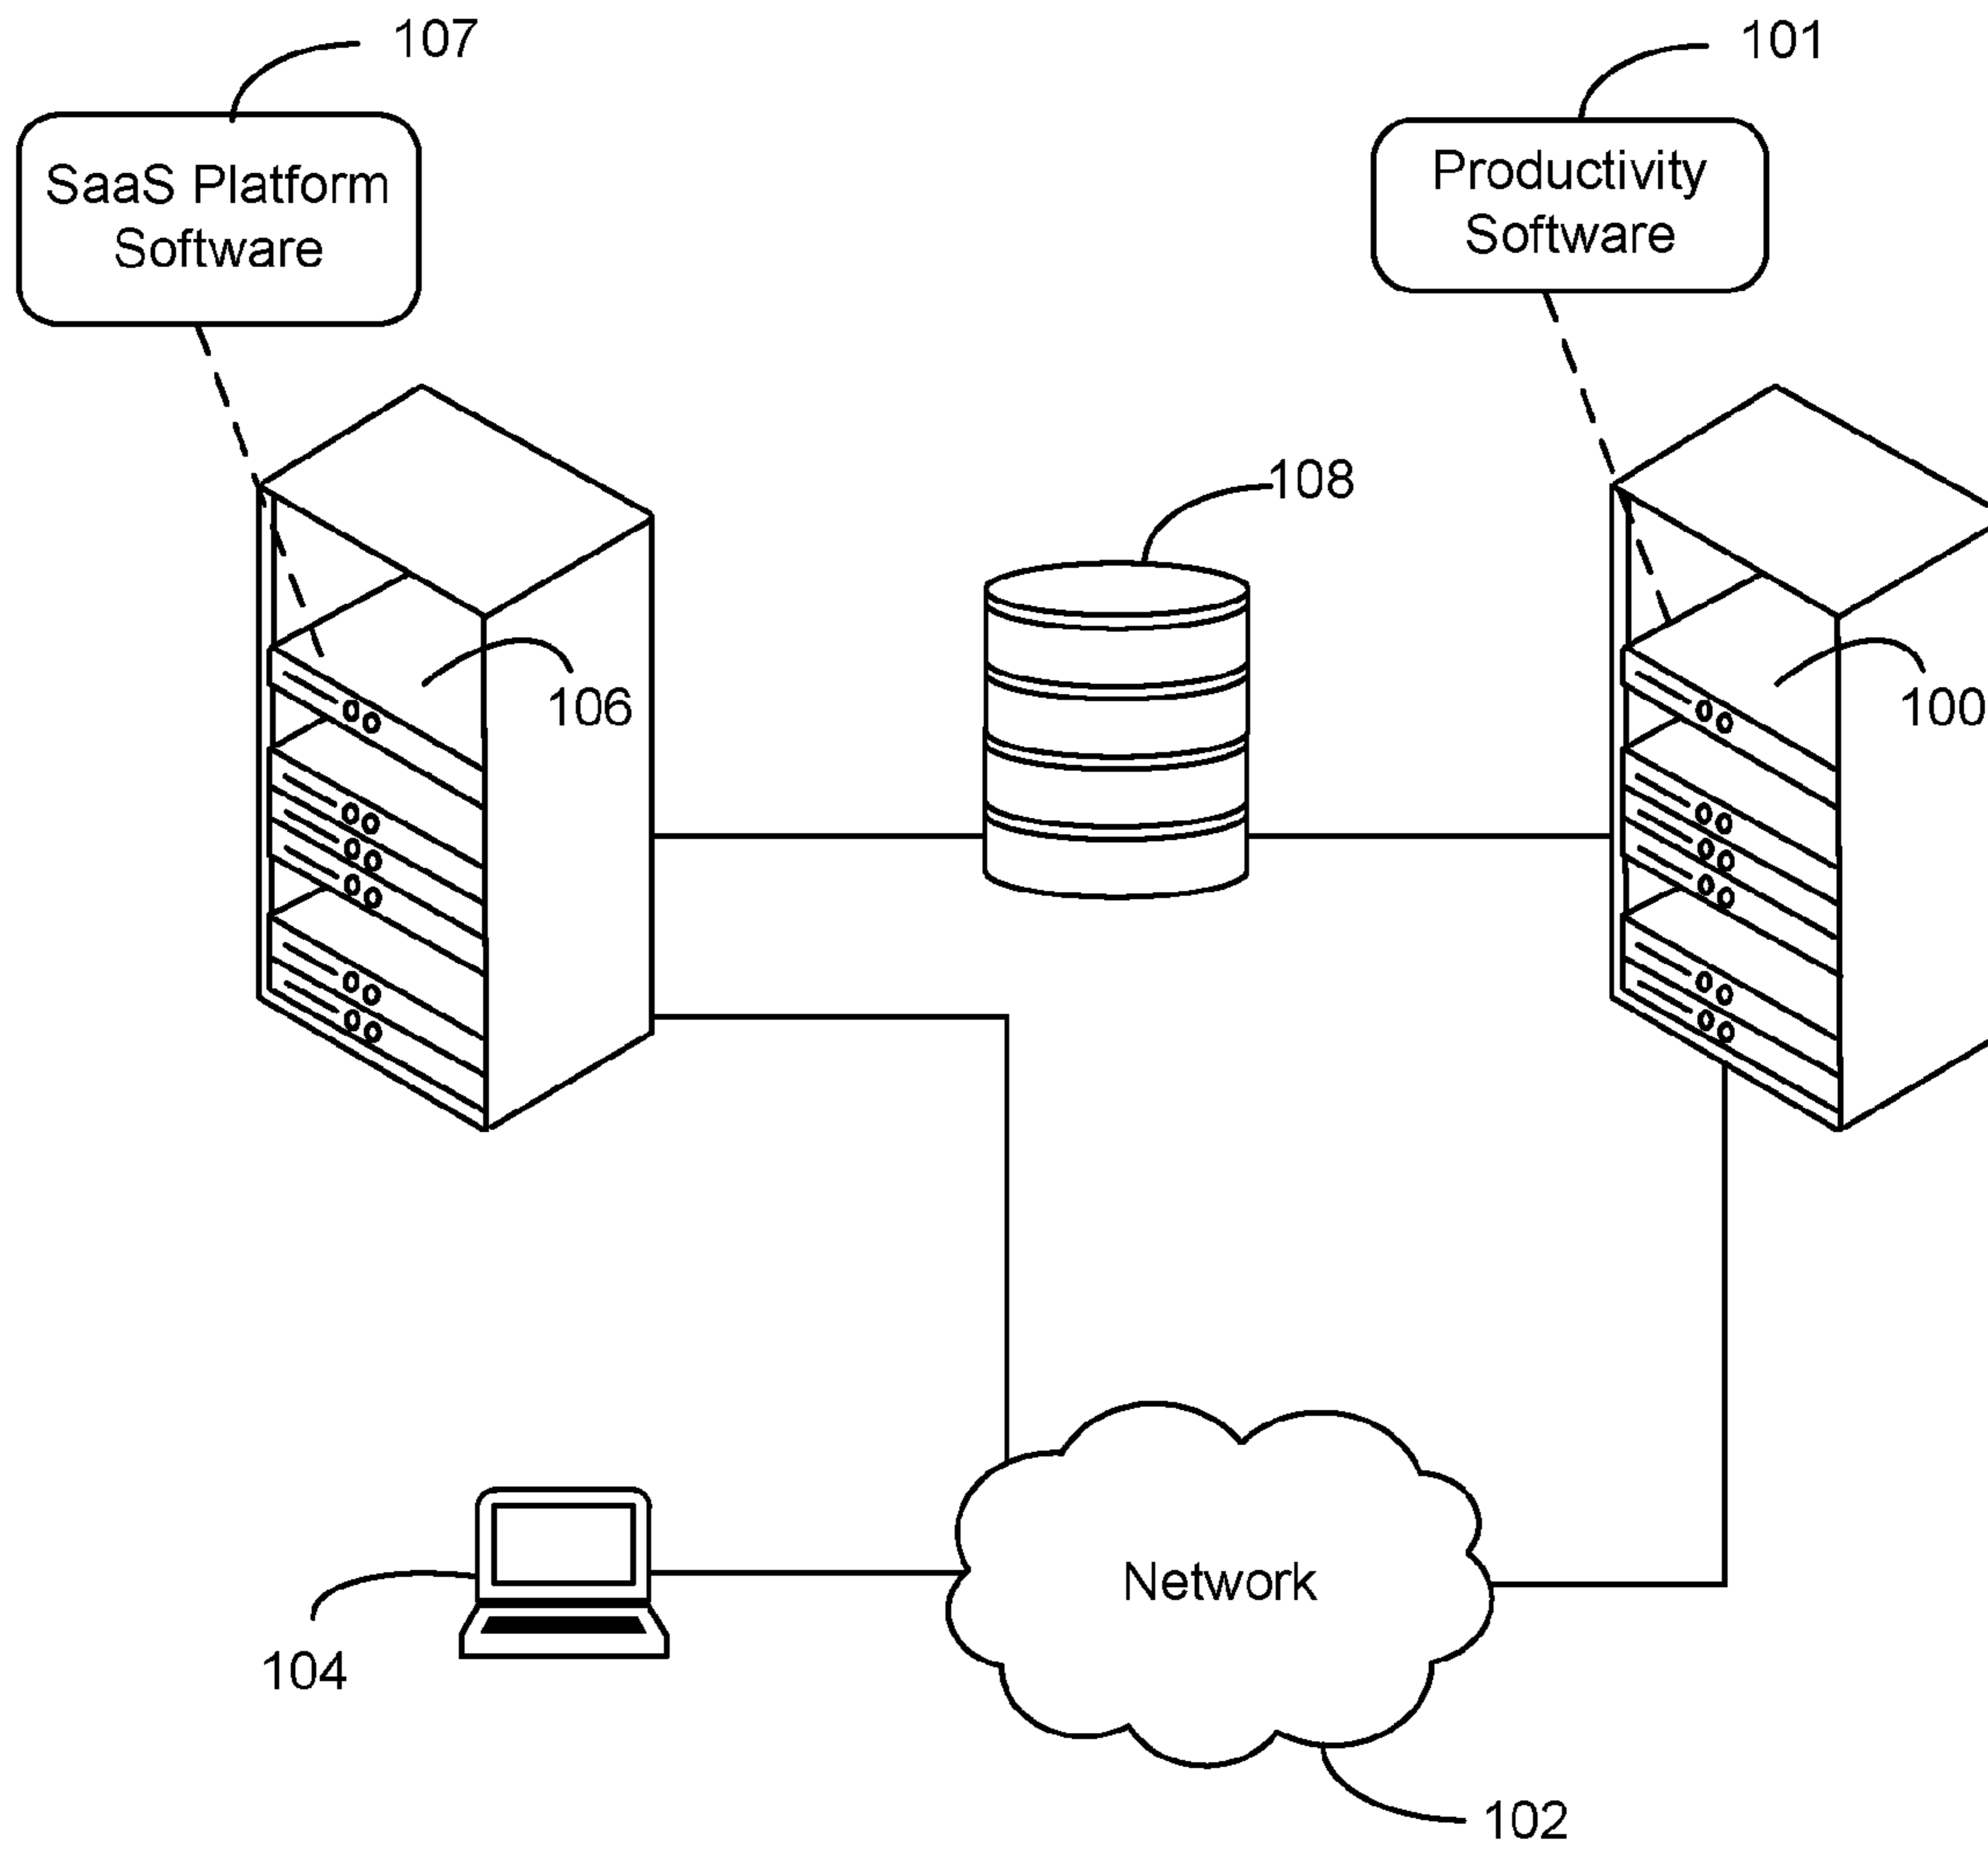 107
101
SaaS Platform
Software
Productivity
Software
108
106
100
Network
104
102